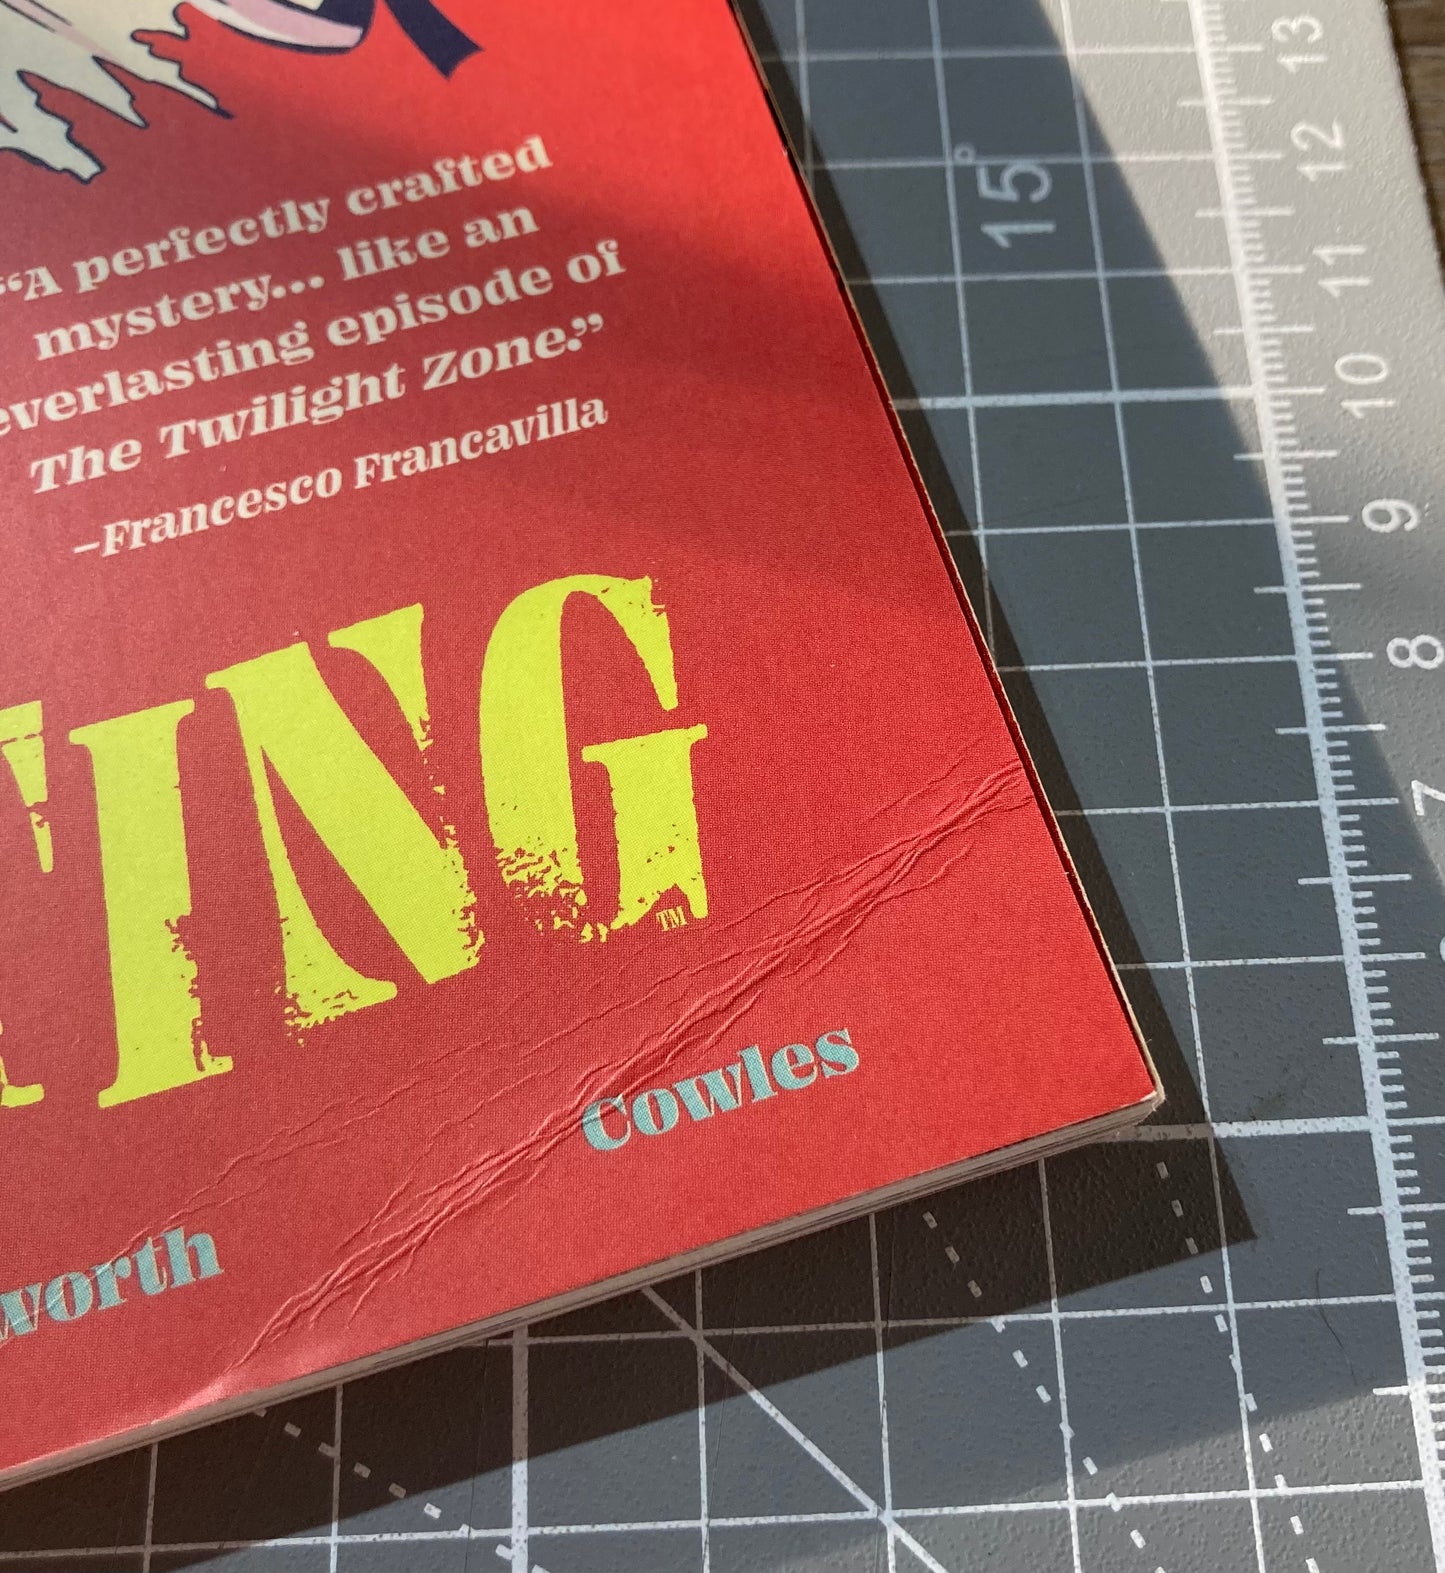 “A perfectly crafted
mystery... like an
everlasting episode of
The Twilight Zone.”
–Francesco Francavilla
TING
TM
Cowles
worth
15°
13
12
11
10
9
8
7